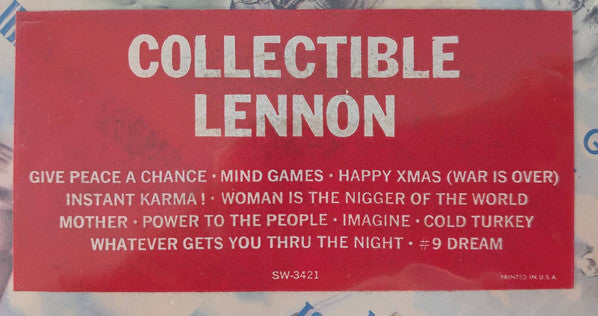 COLLECTIBLE
LENNON
GIVE PEACE A CHANCE · MIND GAMES · HAPPY XMAS (WAR IS OVER)
INSTANT KARMA! · WOMAN IS THE NIGGER OF THE WORLD
MOTHER · POWER TO THE PEOPLE · IMAGINE · COLD TURKEY
WHATEVER GETS YOU THRU THE NIGHT · #9 DREAM
SW-3421
PRINTED IN U.S.A.